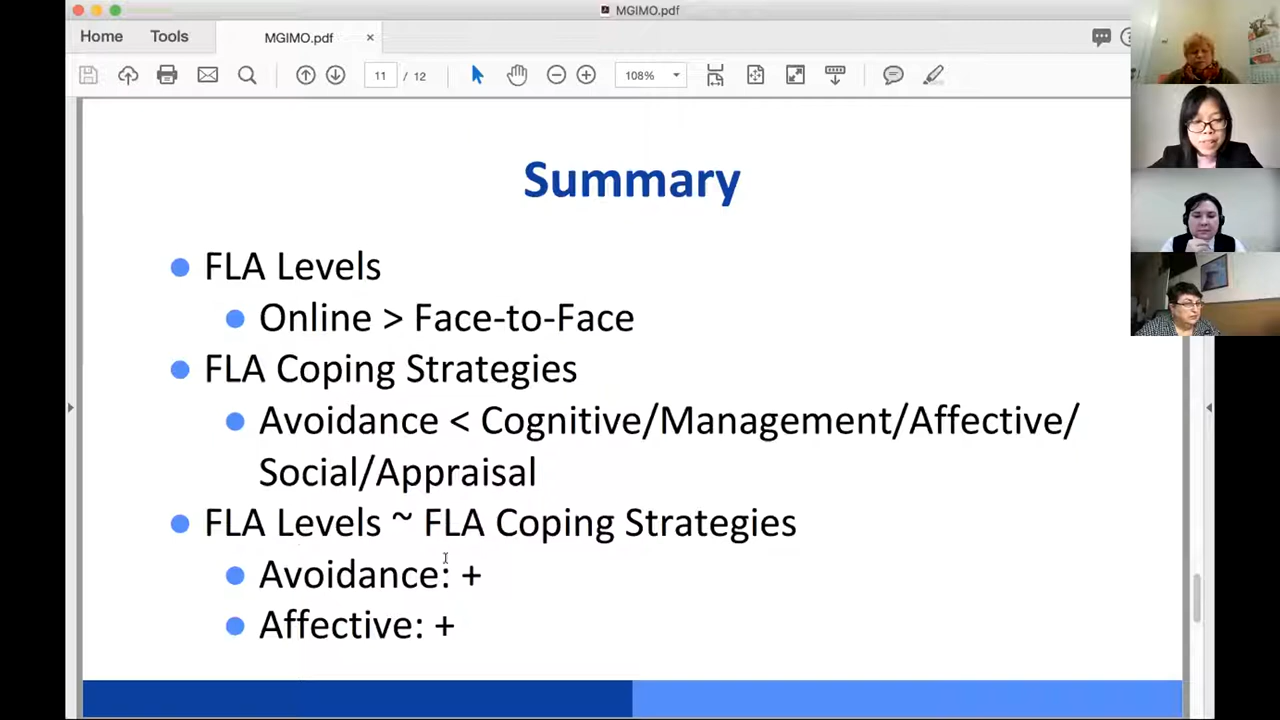 MGIMO.pdf
Home Tools MGIMO.pdf ×
11 / 12 108%
Summary
FLA Levels
Online > Face-to-Face
FLA Coping Strategies
Avoidance < Cognitive/Management/Affective/
Social/Appraisal
FLA Levels ~ FLA Coping Strategies
Avoidance: +
Affective: +